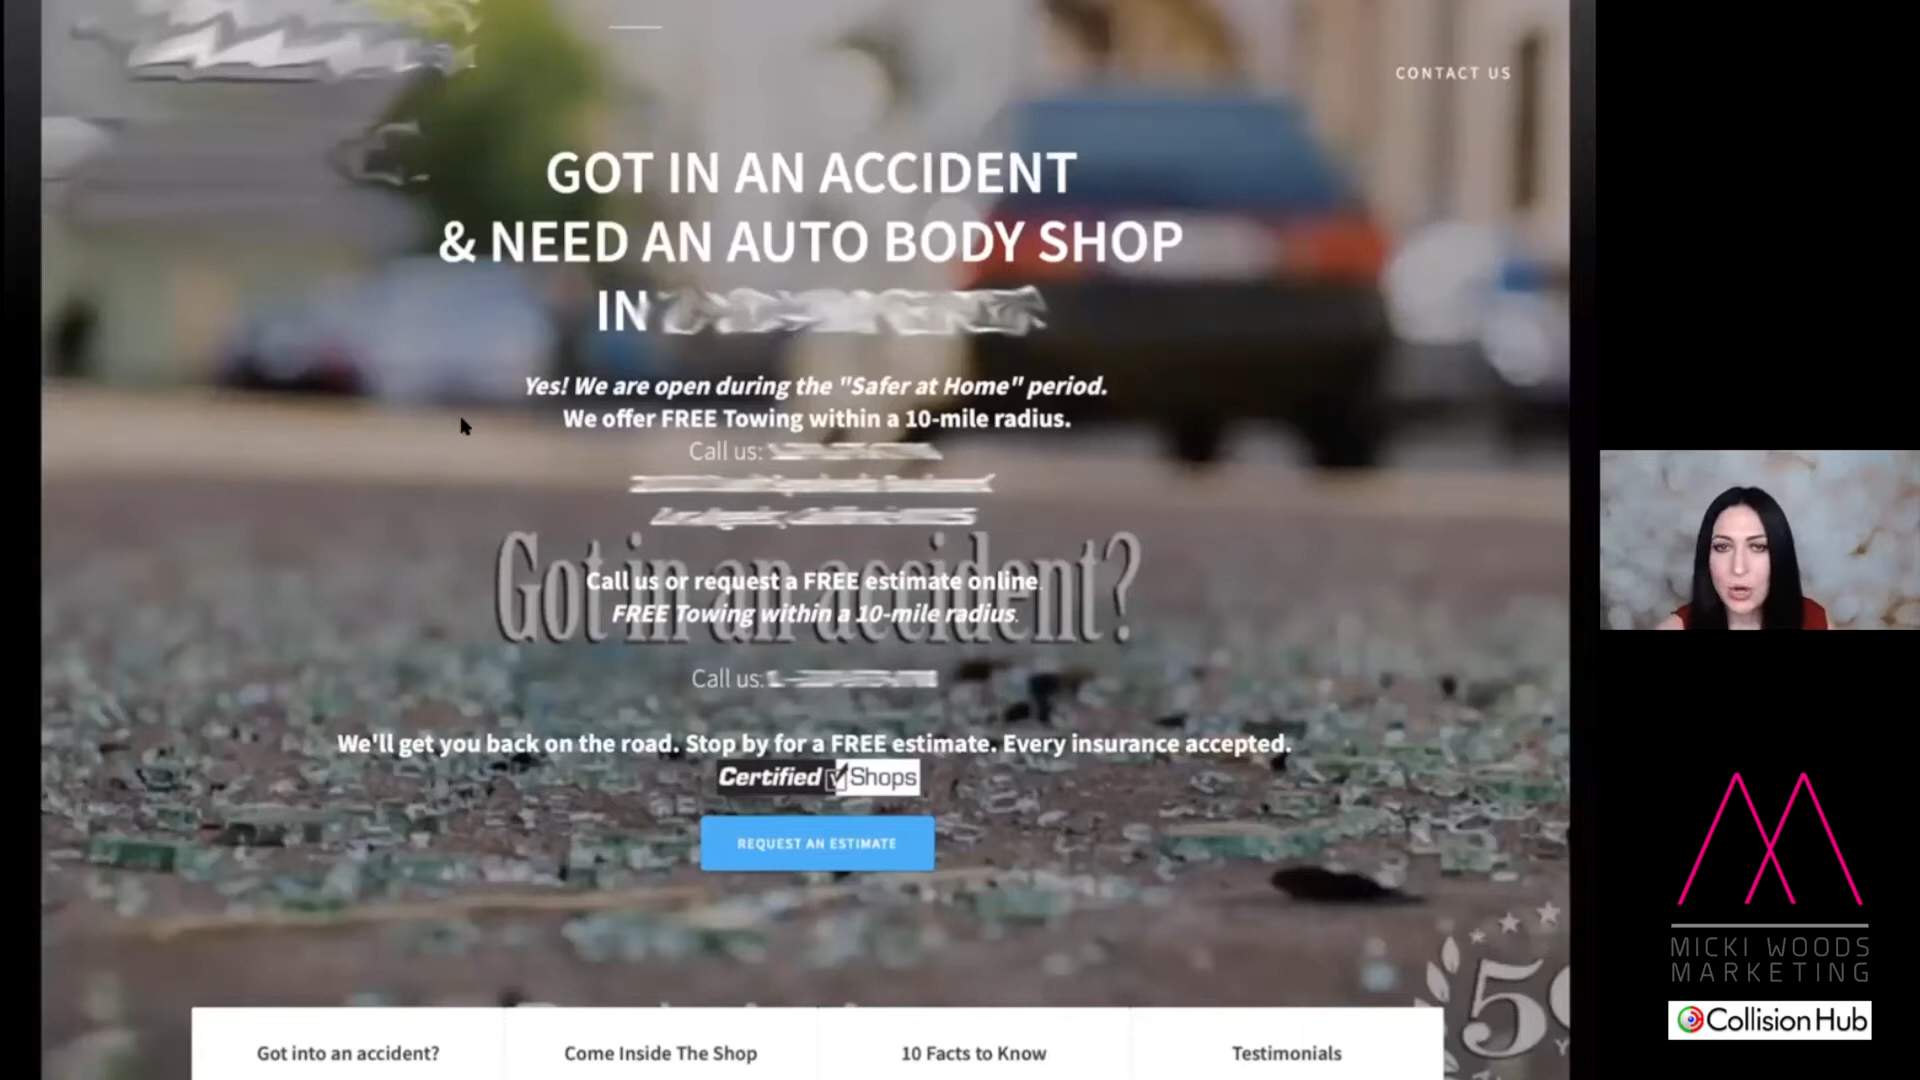 CONTACT US
GOT IN AN ACCIDENT
& NEED AN AUTO BODY SHOP
IN
Yes! We are open during the "Safer at Home" period.
We offer FREE Towing within a 10-mile radius.
Call us:
Got in an accident?
Call us or request a FREE estimate online.
FREE Towing within a 10-mile radius.
Call us:
We'll get you back on the road. Stop by for a FREE estimate. Every insurance accepted.
Certified Shops
REQUEST AN ESTIMATE
Got into an accident?
Come Inside The Shop
10 Facts to Know
Testimonials
MICKI WOODS
MARKETING
Collision Hub